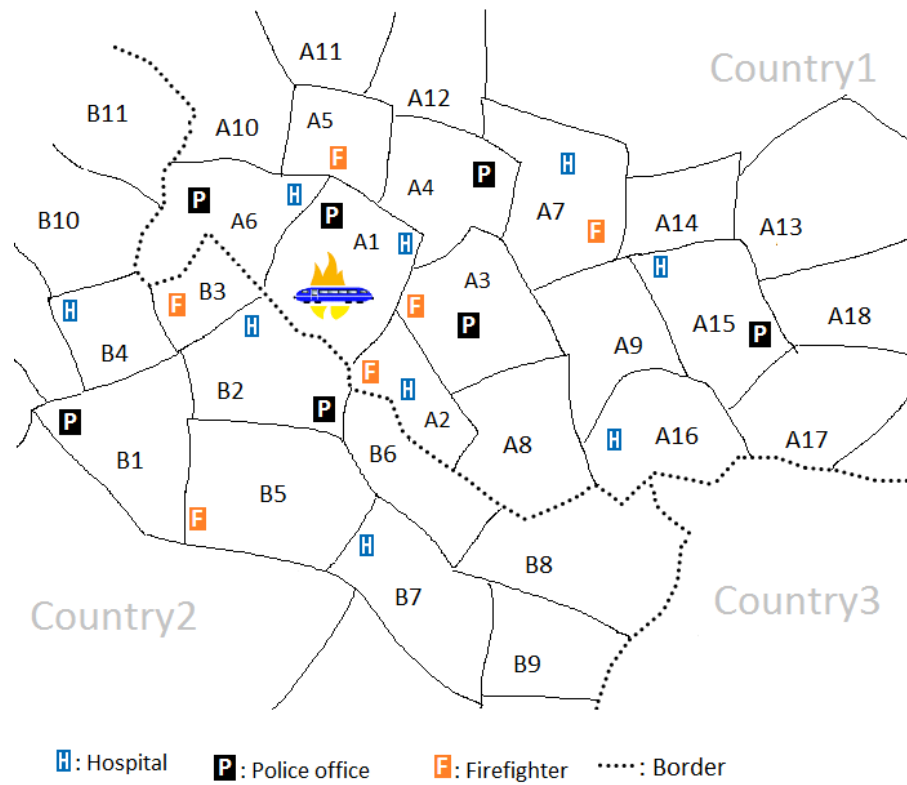 A11
Country1
A12
B11
A5
A10
F
P
H
A4
A7
H
P
P
A6
A1
H
F
A14
A13
B10
H
A3
B3
F
F
H
B2
H
P
A9
A15
P
A18
B4
F
H
A2
P
P
B1
B6
A8
H
A16
A17
B5
F
H
B7
B8
Country2
Country3
B9
H : Hospital
P : Police office
F : Firefighter
: Border